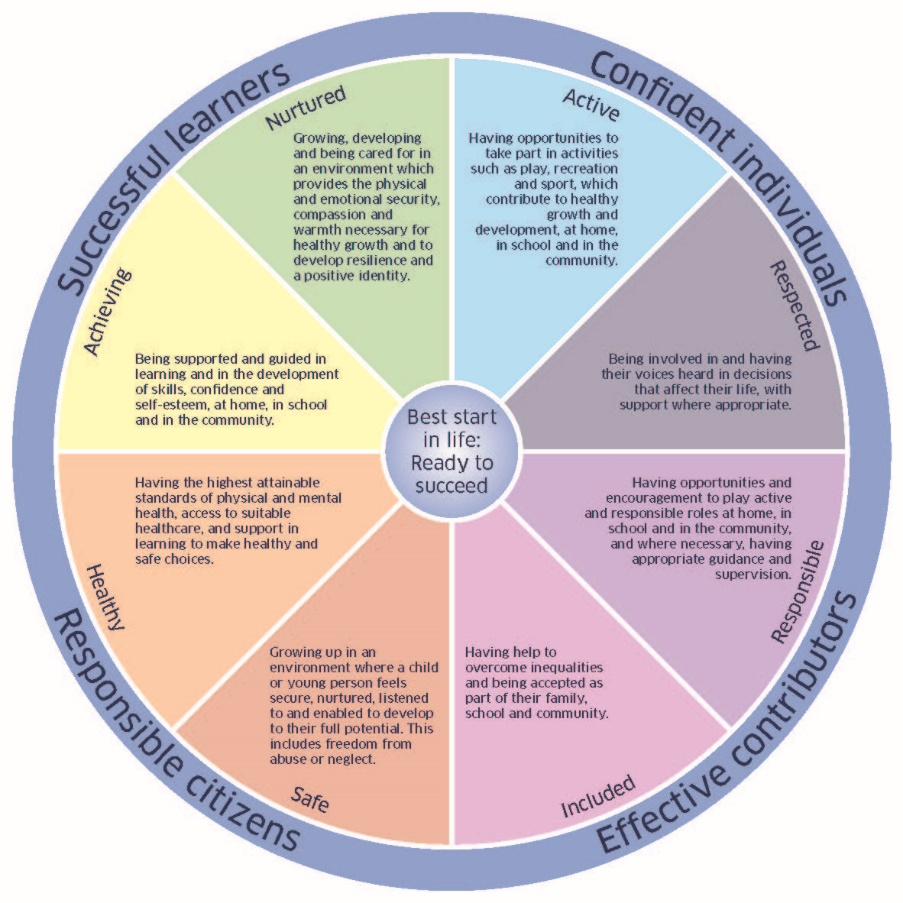 Successful learners
Confident individuals
Nurtured
Growing, developing
and being cared for in
an environment which
provides the physical
and emotional security,
compassion and
warmth necessary for
healthy growth and to
develop resilience and
a positive identity.
Active
Having opportunities to
take part in activities
such as play, recreation
and sport, which
contribute to healthy
growth and
development, at home,
in school and in the
community.
Achieving
Being supported and guided in
learning and in the development
of skills, confidence and
self-esteem, at home, in school
and in the community.
Respected
Being involved in and having
their voices heard in decisions
that affect their life, with
support where appropriate.
Best start
in life:
Ready to
succeed
Healthy
Having the highest attainable
standards of physical and mental
health, access to suitable
healthcare, and support in
learning to make healthy and
safe choices.
Responsible
Having opportunities and
encouragement to play active
and responsible roles at home, in
school and in the community,
and where necessary, having
appropriate guidance and
supervision.
Growing up in an
environment where a child
or young person feels
secure, nurtured, listened
to and enabled to develop
to their full potential. This
includes freedom from
abuse or neglect.
Safe
Having help to
overcome inequalities
and being accepted as
part of their family,
school and community.
Included
Responsible citizens
Effective contributors